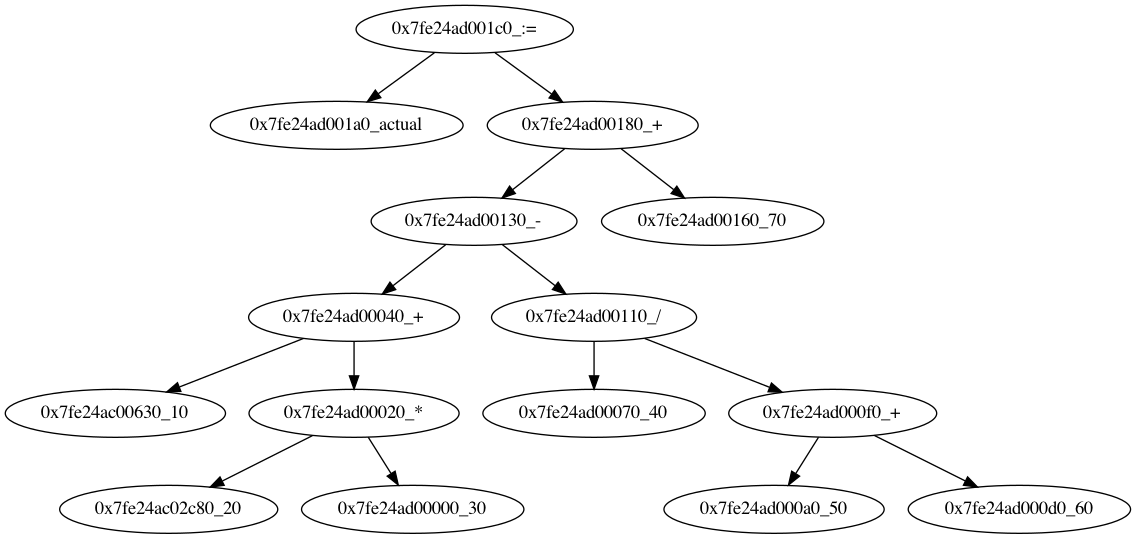 0x7fe24ad001c0_:=
0x7fe24ad001a0_actual
0x7fe24ad00180_+
0x7fe24ad00130_-
0x7fe24ad00160_70
0x7fe24ad00040_+
0x7fe24ad00110_/
0x7fe24ac00630_10
0x7fe24ad00020_*
0x7fe24ad00070_40
0x7fe24ad000f0_+
0x7fe24ac02c80_20
0x7fe24ad00000_30
0x7fe24ad000a0_50
0x7fe24ad000d0_60